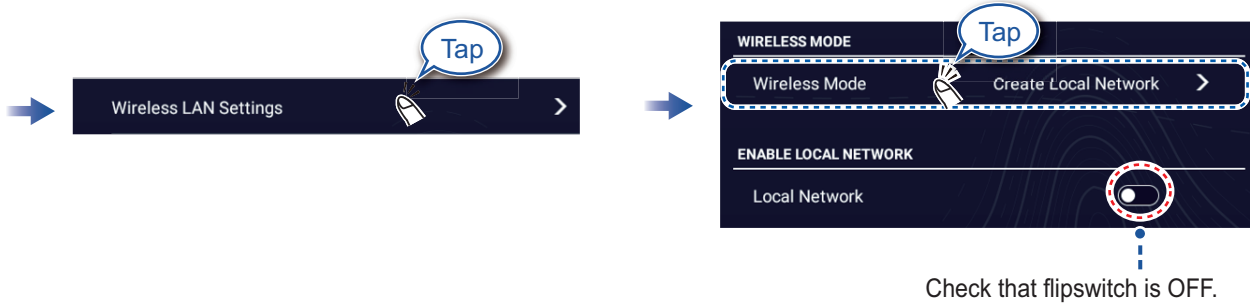 Tap
Wireless LAN Settings
WIRELESS MODE
Tap
Wireless Mode Create Local Network
ENABLE LOCAL NETWORK
Local Network
Check that flipswitch is OFF.